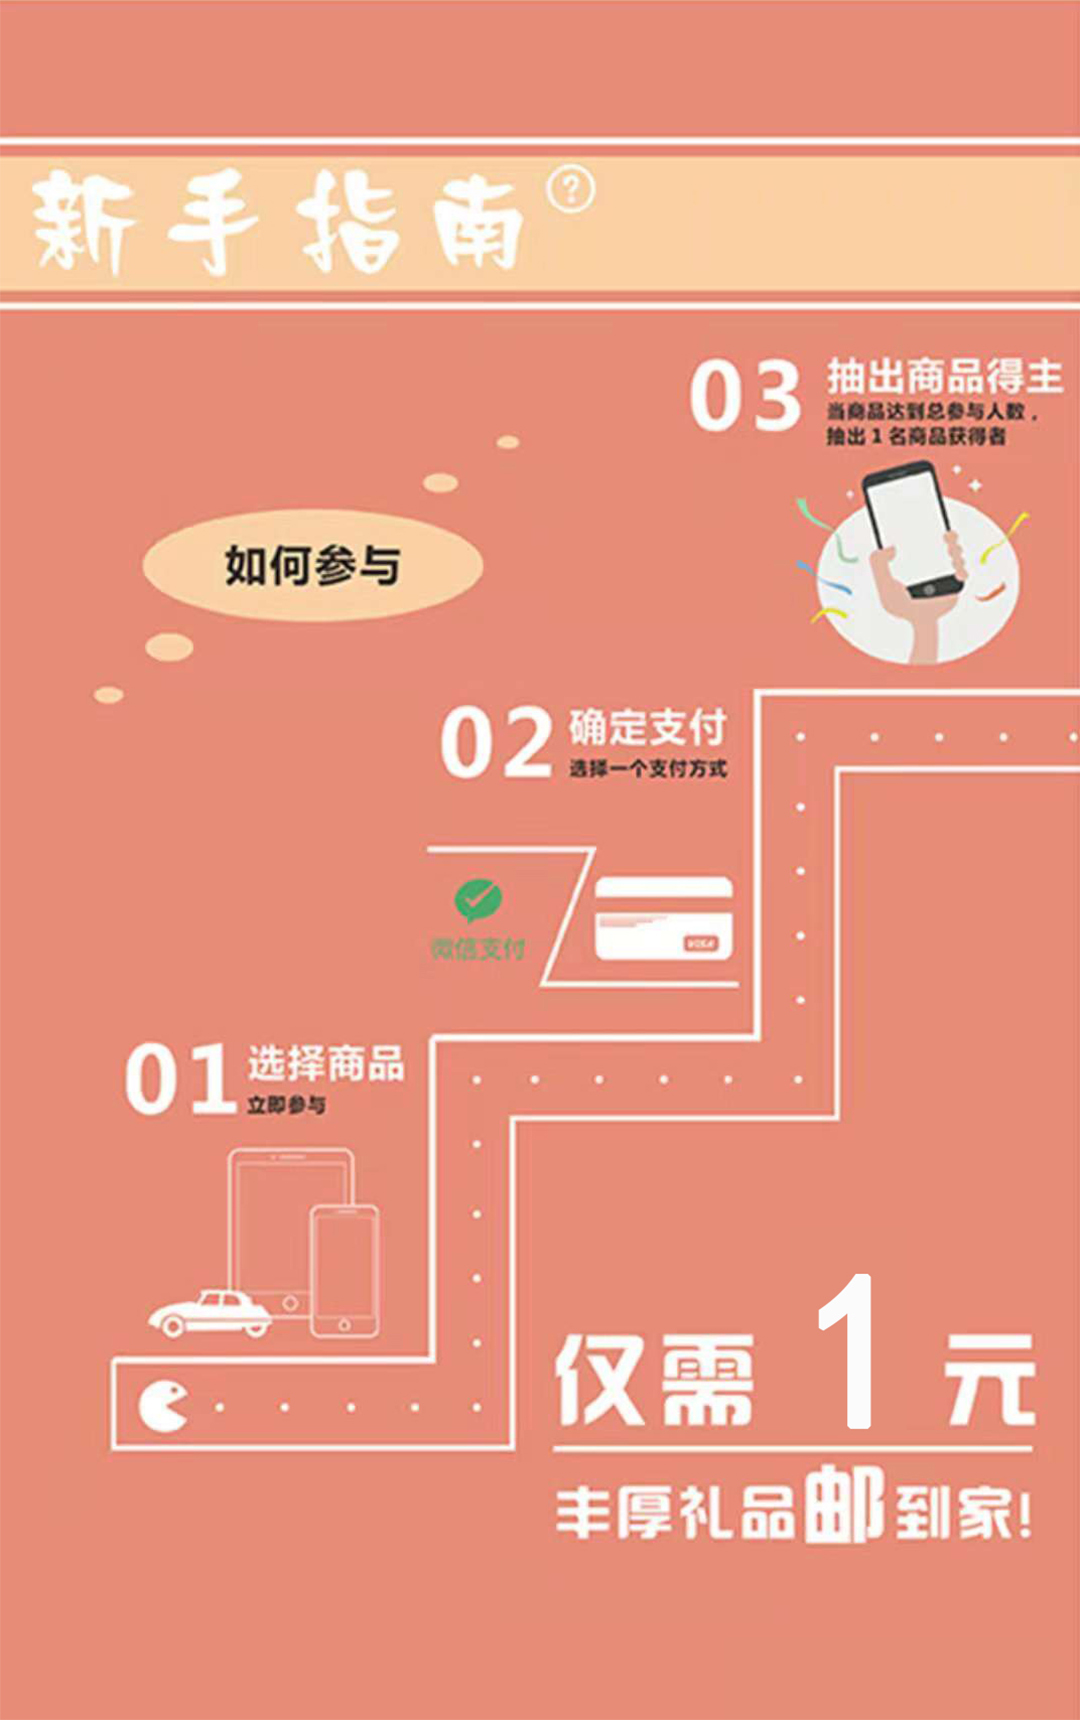 新手指南?
03 抽出商品得主
当商品达到总参与人数，
抽出1名商品获得者
如何参与
02 确定支付
选择一个支付方式
微信支付
VISA
01 选择商品
立即参与
仅需1元
丰厚礼品邮到家!